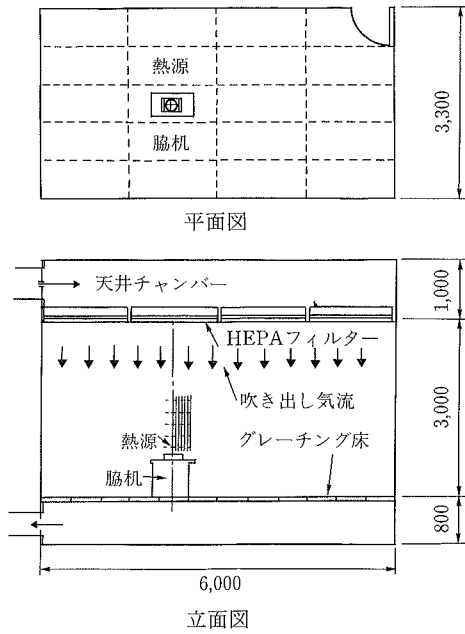 熱源
脇机
3,300
平面図
天井チャンバー
1,000
HEPAフィルター
吹き出し気流
3,000
グレーチング床
熱源
脇机
800
6,000
立面図